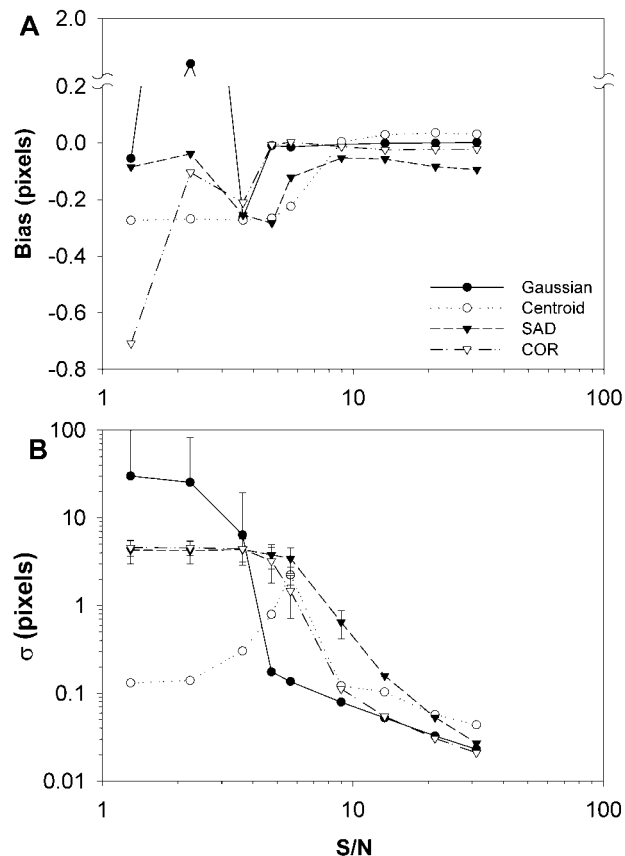 A
2.0
0.2
0.0
-0.2
-0.4
-0.6
-0.8
Bias (pixels)
Gaussian
Centroid
SAD
COR
1
10
100
B
100
10
1
0.1
0.01
σ (pixels)
1
10
100
S/N